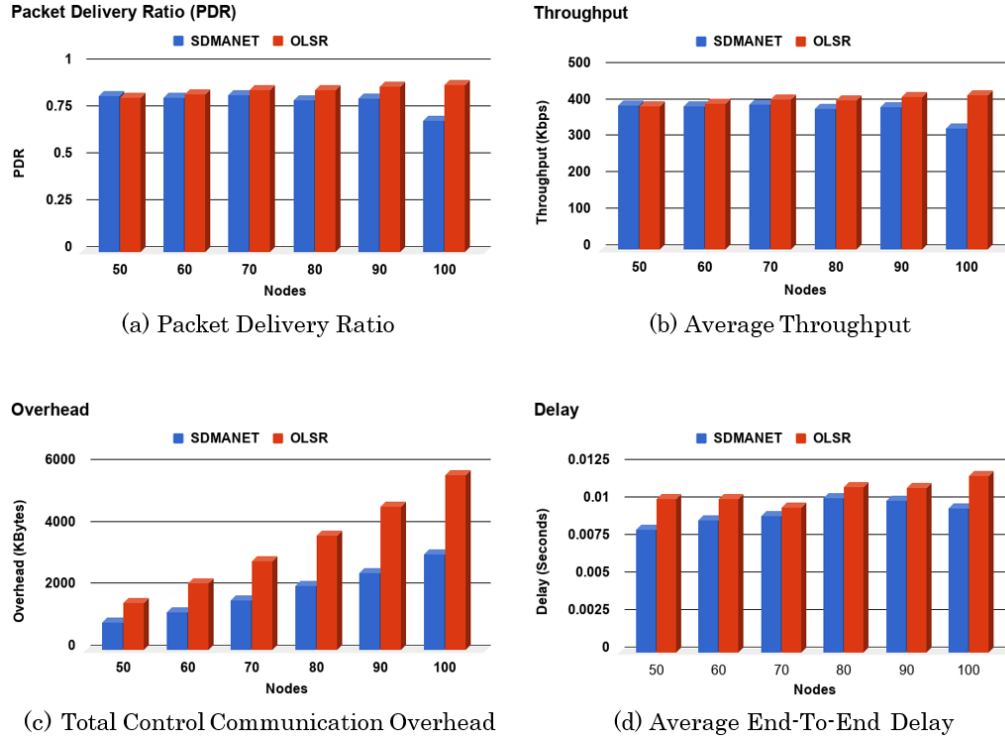 Packet Delivery Ratio (PDR)
SDMANET OLSR
1
0.75
0.5
0.25
0
PDR
50 60 70 80 90 100
Nodes
(a) Packet Delivery Ratio
Throughput
SDMANET OLSR
500
400
300
200
100
0
Throughput (Kbps)
50 60 70 80 90 100
Nodes
(b) Average Throughput
Overhead
SDMANET OLSR
6000
4000
2000
0
Overhead (KBytes)
50 60 70 80 90 100
Nodes
(c) Total Control Communication Overhead
Delay
SDMANET OLSR
0.0125
0.01
0.0075
0.005
0.0025
0
Delay (Seconds)
50 60 70 80 90 100
Nodes
(d) Average End-To-End Delay